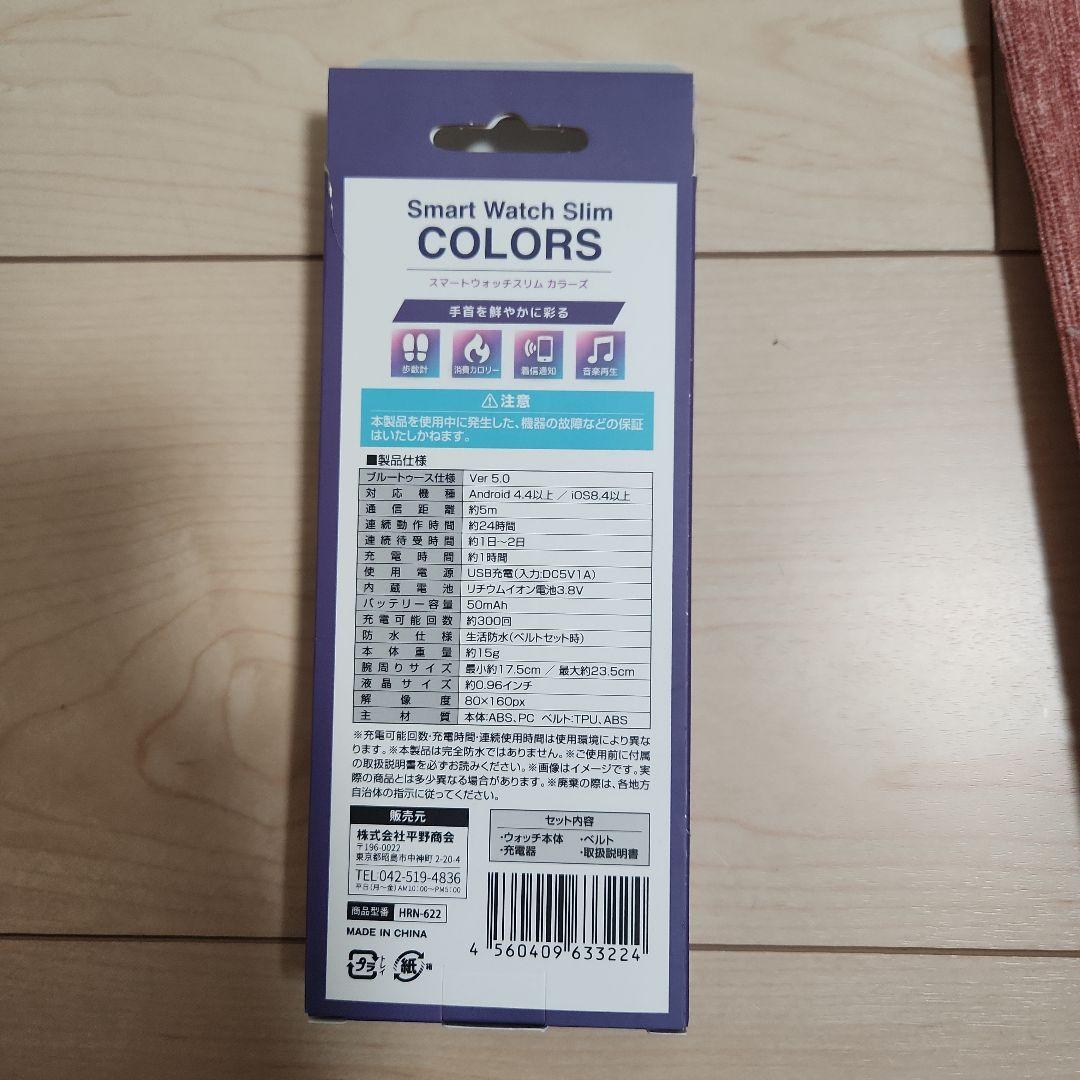 Smart Watch Slim
COLORS
スマートウォッチスリム カラーズ
手首を鮮やかに彩る
歩数計 消費カロリー 着信通知 音楽再生
⚠注意
本製品を使用中に発生した、機器の故障などの保証
はいたしかねます。
■製品仕様
ブルートゥース仕様 Ver 5.0
対応機種 Android 4.4以上 ／ iOS8.4以上
通信距離 約5m
連続動作時間 約24時間
連続待受時間 約1日～2日
充電時間 約1時間
使用電源 USB充電(入力:DC5V1A)
内蔵電池 リチウムイオン電池3.8V
バッテリー容量 50mAh
充電可能回数 約300回
防水仕様 生活防水(ベルトセット時)
本体重量 約15g
腕周りサイズ 最小約17.5cm ／ 最大約23.5cm
液晶サイズ 約0.96インチ
解像度 80×160px
主材質 本体:ABS、PC ベルト:TPU、ABS
※充電可能回数・充電時間・連続使用時間は使用環境により異な
ります。※本製品は完全防水ではありません。※ご使用前に付属
の取扱説明書を必ずお読みください。※画像はイメージです。実
際の商品とは多少異なる場合があります。※廃棄の際は、各地方
自治体の指示に従ってください。
販売元
株式会社平野商会
〒196-0022
東京都昭島市中神町2-20-4
TEL:042-519-4836
平日(月～金)AM10:00～PM5:00
セット内容
・ウォッチ本体 ・ベルト
・充電器 ・取扱説明書
商品型番 HRN-622
MADE IN CHINA
プラ トレイ 紙 箱
4 560409 633224